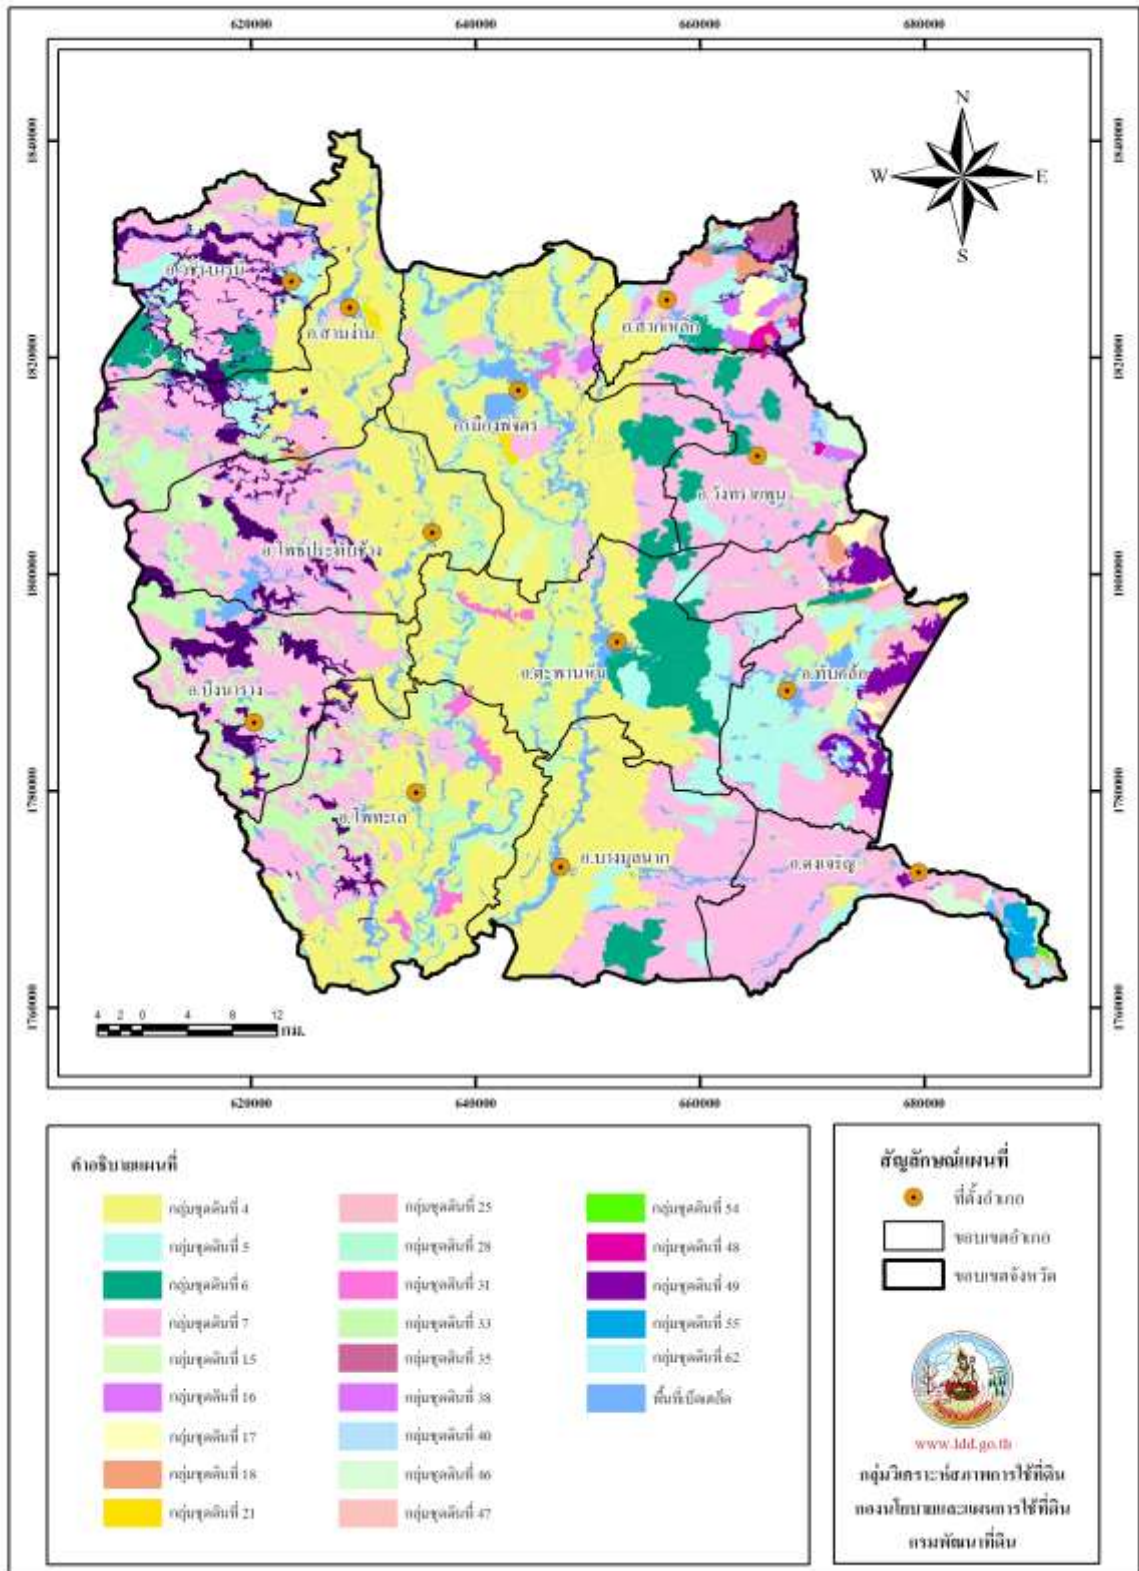 620000 640000 660000 680000
1840000 1840000
N
W E
S
อ.วชิรบารมี
อ.สามง่าม
อ.สากเหล็ก
1820000 1820000
อ.เมืองพิจิตร
อ.วังทรายพูน
อ.โพธิ์ประทับช้าง
1800000 1800000
อ.ตะพานหิน
อ.ทับคล้อ
อ.บึงนาราง
1780000 1780000
อ.โพทะเล
อ.บางมูลนาก
อ.ดงเจริญ
1760000 1760000
4 2 0 4 8 12
กม.
620000 640000 660000 680000
คำอธิบายแผนที่
กลุ่มชุดดินที่ 4
กลุ่มชุดดินที่ 5
กลุ่มชุดดินที่ 6
กลุ่มชุดดินที่ 7
กลุ่มชุดดินที่ 15
กลุ่มชุดดินที่ 16
กลุ่มชุดดินที่ 17
กลุ่มชุดดินที่ 18
กลุ่มชุดดินที่ 21
กลุ่มชุดดินที่ 25
กลุ่มชุดดินที่ 28
กลุ่มชุดดินที่ 31
กลุ่มชุดดินที่ 33
กลุ่มชุดดินที่ 35
กลุ่มชุดดินที่ 38
กลุ่มชุดดินที่ 40
กลุ่มชุดดินที่ 46
กลุ่มชุดดินที่ 47
กลุ่มชุดดินที่ 54
กลุ่มชุดดินที่ 48
กลุ่มชุดดินที่ 49
กลุ่มชุดดินที่ 55
กลุ่มชุดดินที่ 62
พื้นที่เบ็ดเตล็ด
สัญลักษณ์แผนที่
ที่ตั้งอำเภอ
ขอบเขตอำเภอ
ขอบเขตจังหวัด
www.ldd.go.th
กลุ่มวิเคราะห์สภาพการใช้ที่ดิน
กองนโยบายและแผนการใช้ที่ดิน
กรมพัฒนาที่ดิน